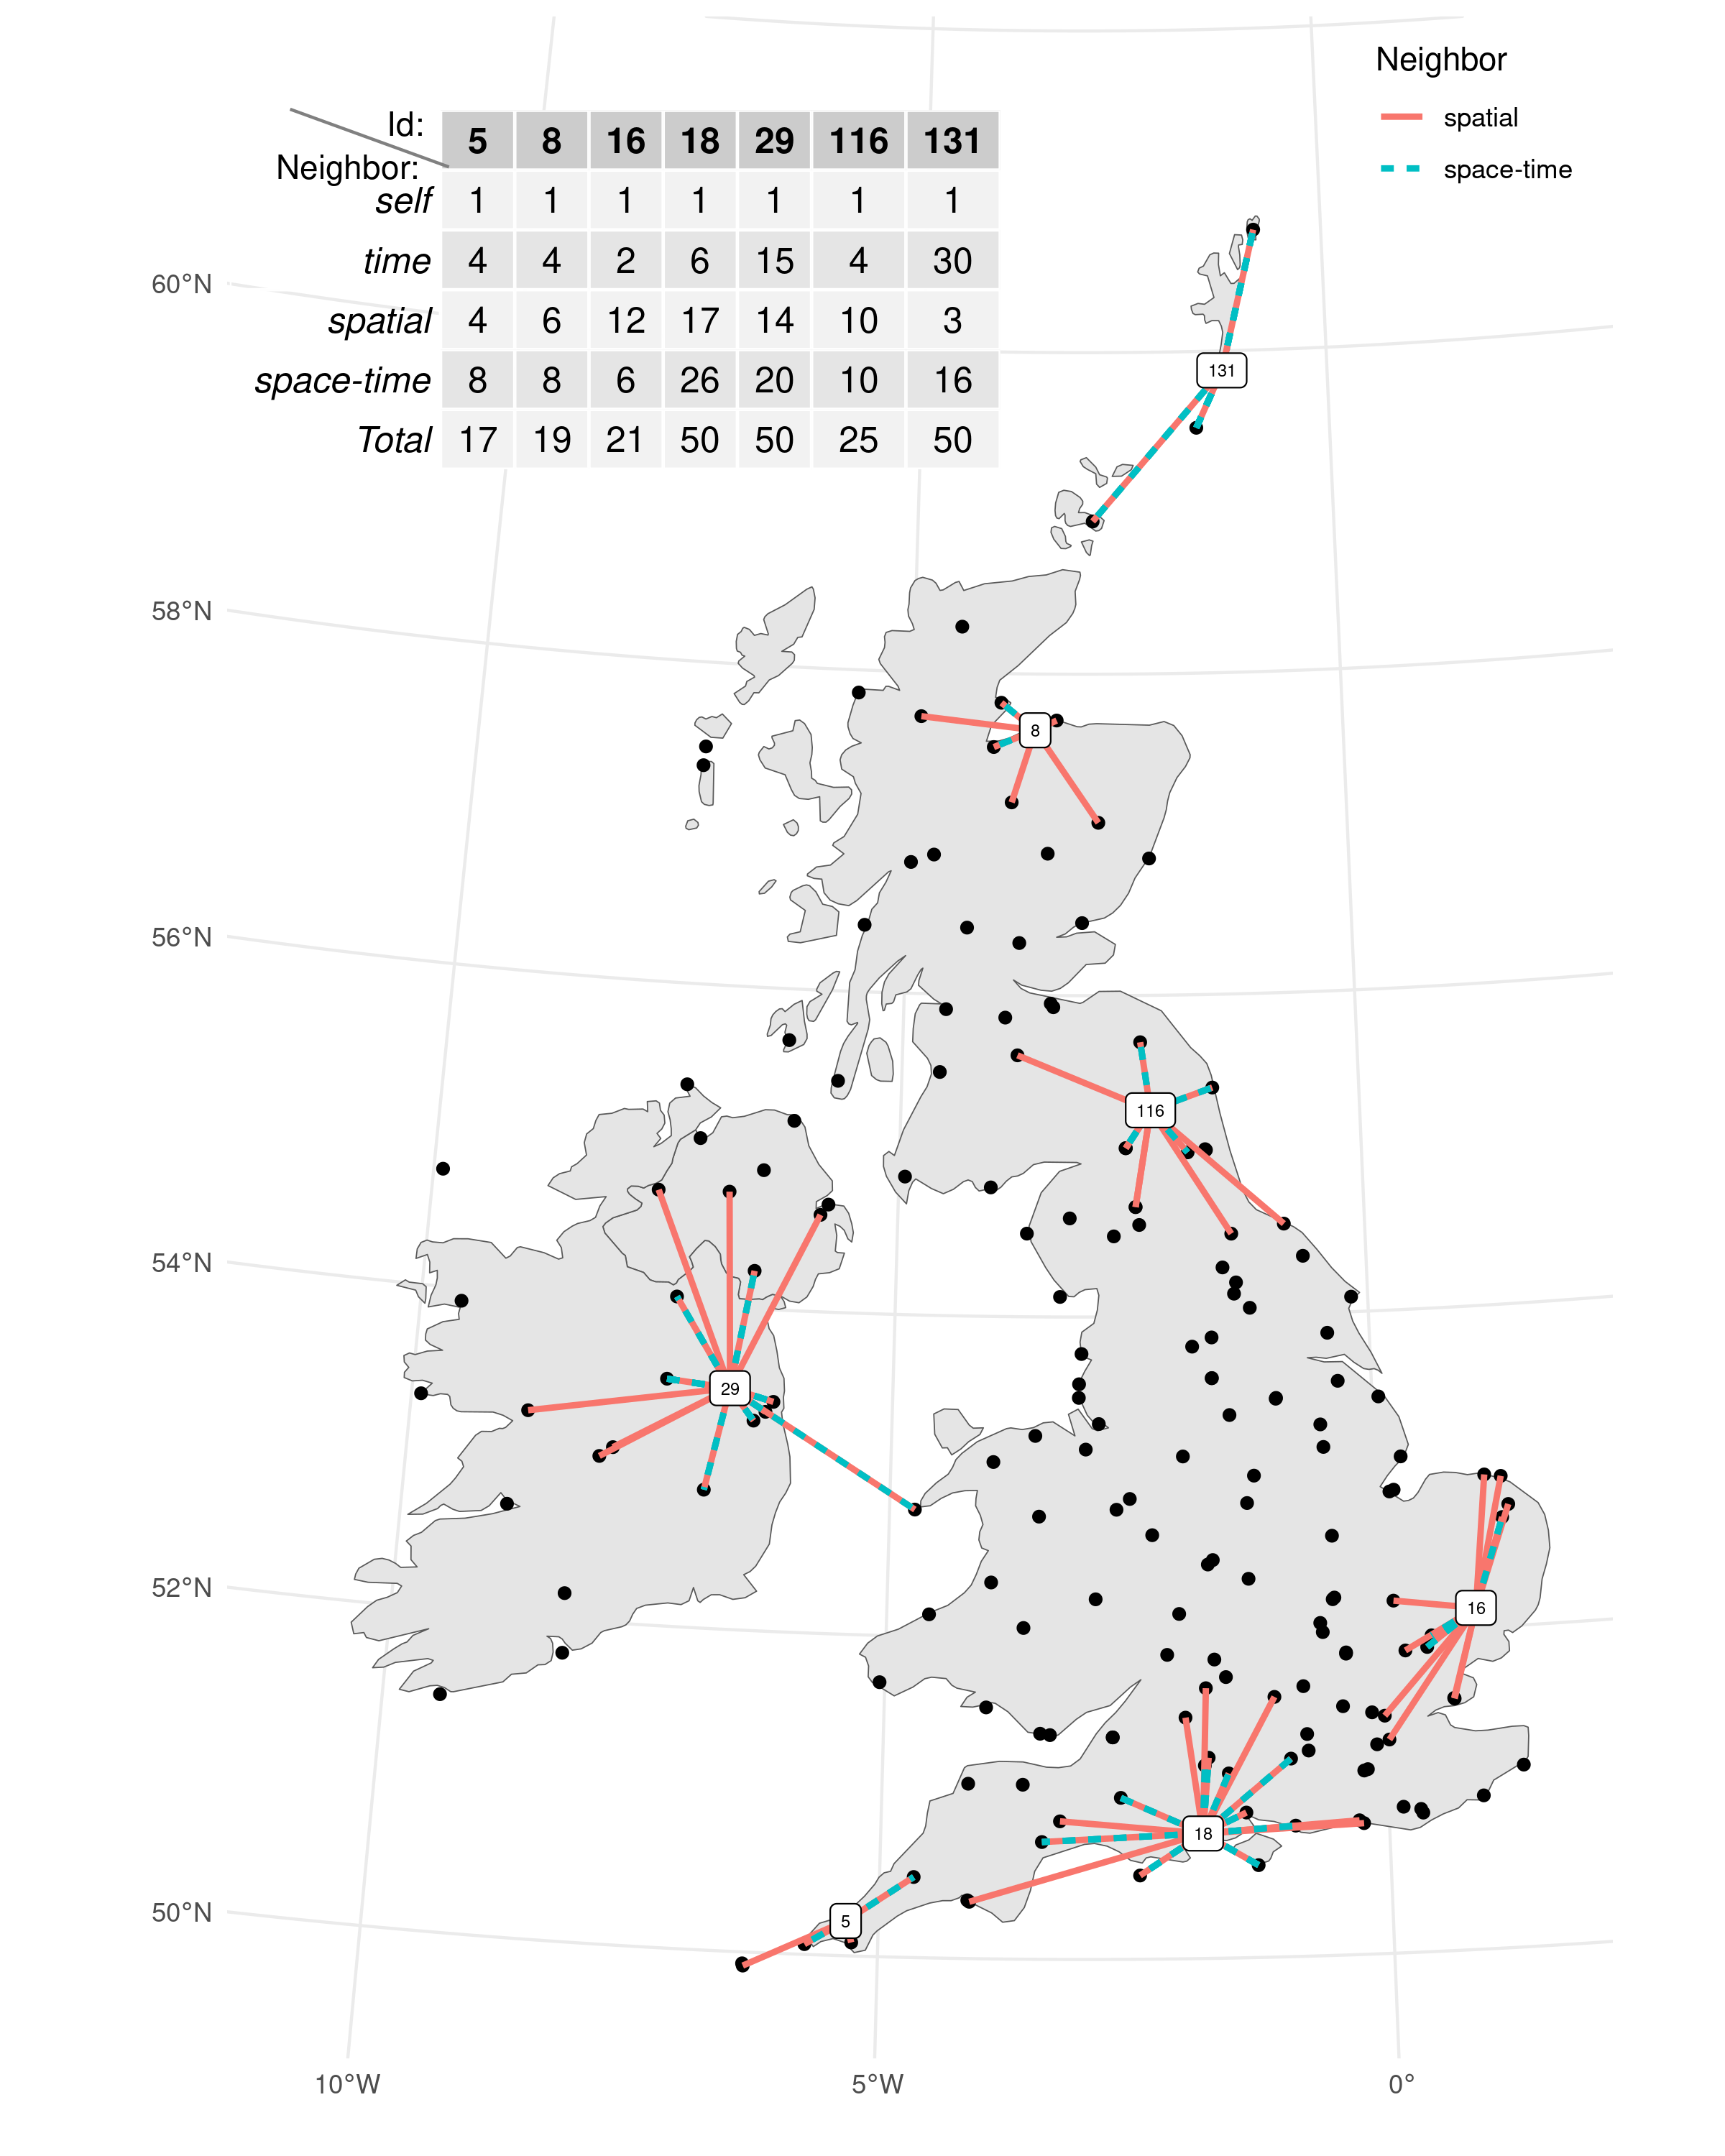 Neighbor
spatial
space-time
Id: 5 8 16 18 29 116 131
Neighbor:
self 1 1 1 1 1 1 1
time 4 4 2 6 15 4 30
spatial 4 6 12 17 14 10 3
space-time 8 8 6 26 20 10 16
Total 17 19 21 50 50 25 50
60°N
131
58°N
8
56°N
116
54°N
29
52°N
16
18
50°N
5
10°W 5°W 0°